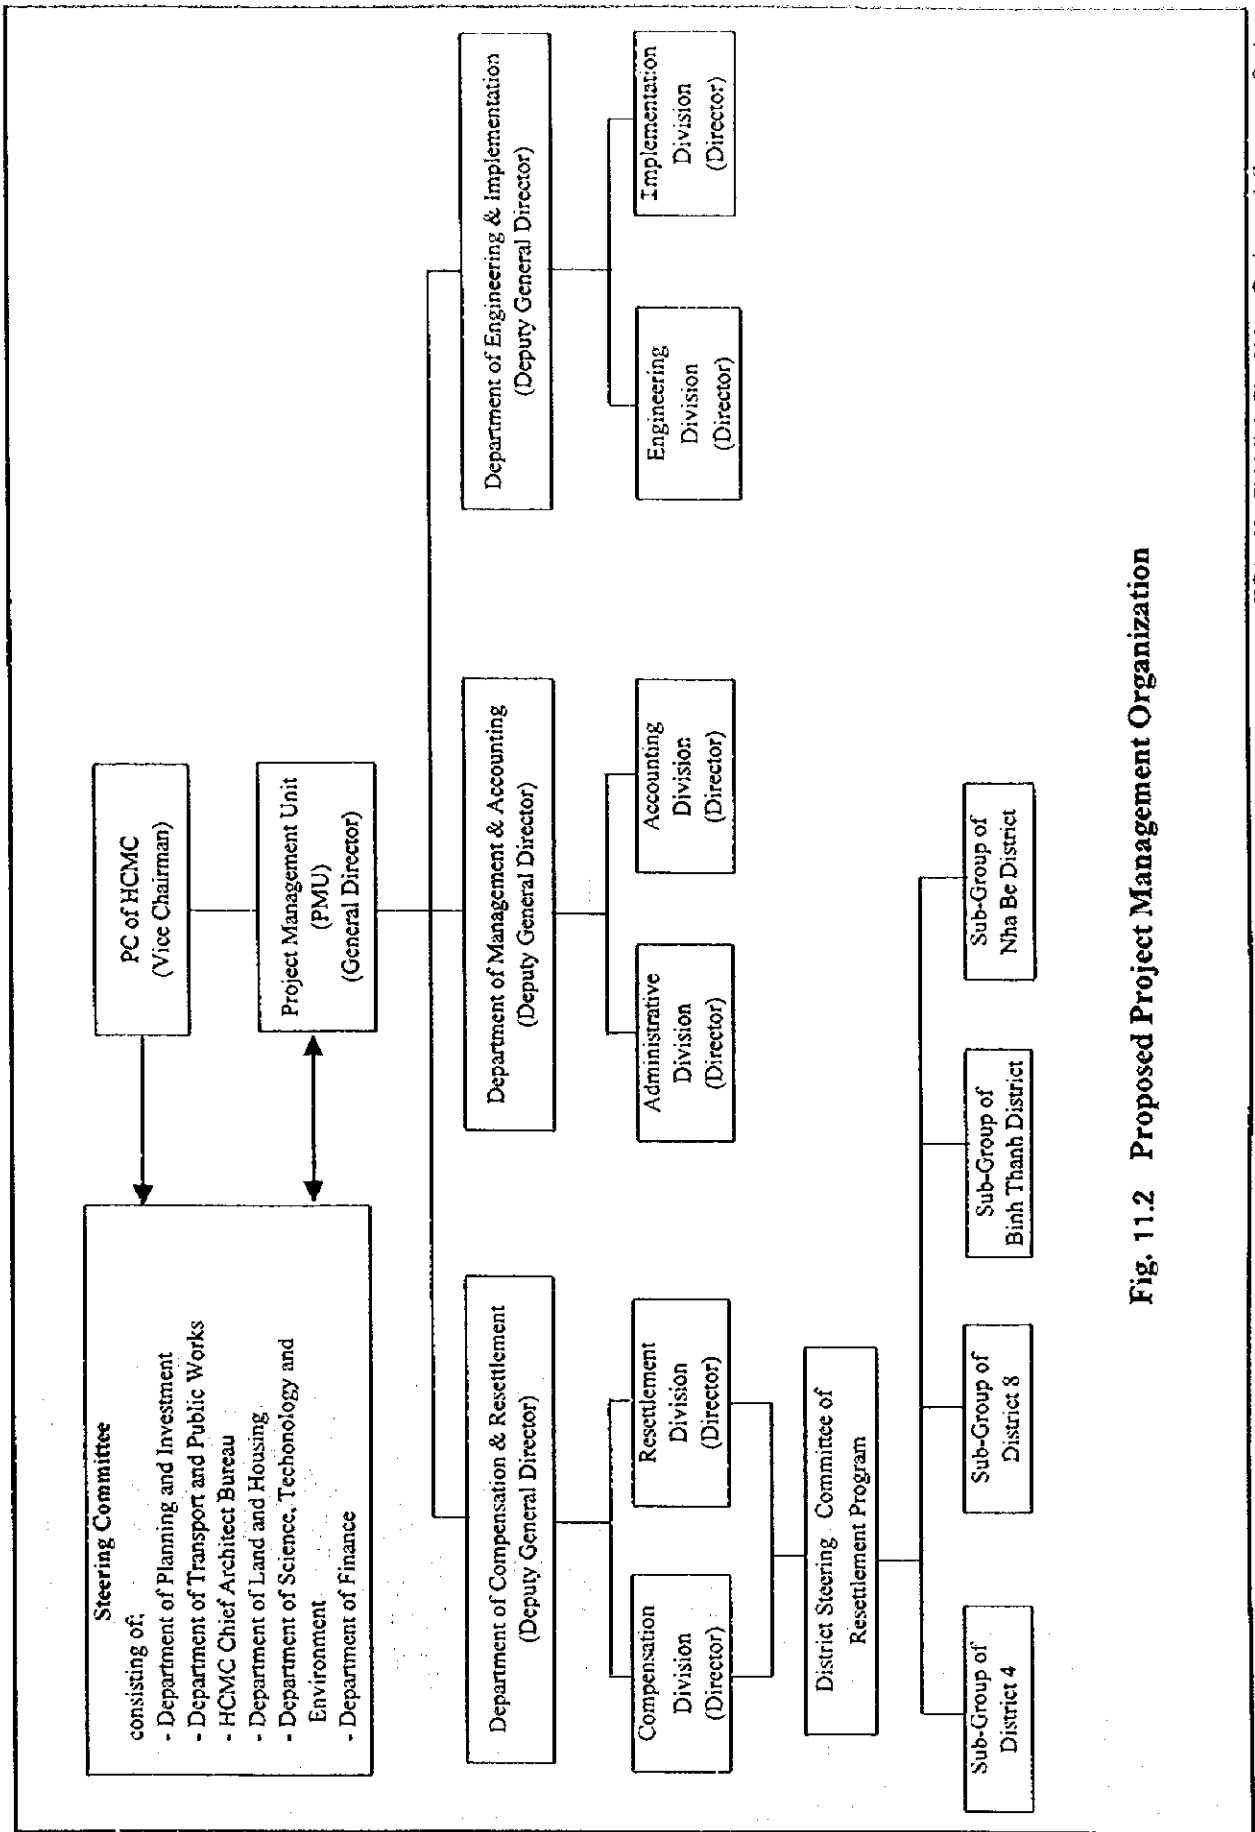 Steering Committee
consisting of;
- Department of Planning and Investment
- Department of Transport and Public Works
- HCMC Chief Architect Bureau
- Department of Land and Housing
- Department of Science, Techonology and
Environment
- Department of Finance
PC of HCMC
(Vice Chairman)
Project Management Unit
(PMU)
(General Director)
Department of Compensation & Resettlement
(Deputy General Director)
Department of Management & Accounting
(Deputy General Director)
Department of Engineering & Implementation
(Deputy General Director)
Compensation
Division
(Director)
Resettlement
Division
(Director)
Administrative
Division
(Director)
Accounting
Division
(Director)
Engineering
Division
(Director)
Implementation
Division
(Director)
District Steering Committee of
Resettlement Program
Sub-Group of
District 4
Sub-Group of
District 8
Sub-Group of
Binh Thanh District
Sub-Group of
Nha Be District
Fig. 11.2 Proposed Project Management Organization